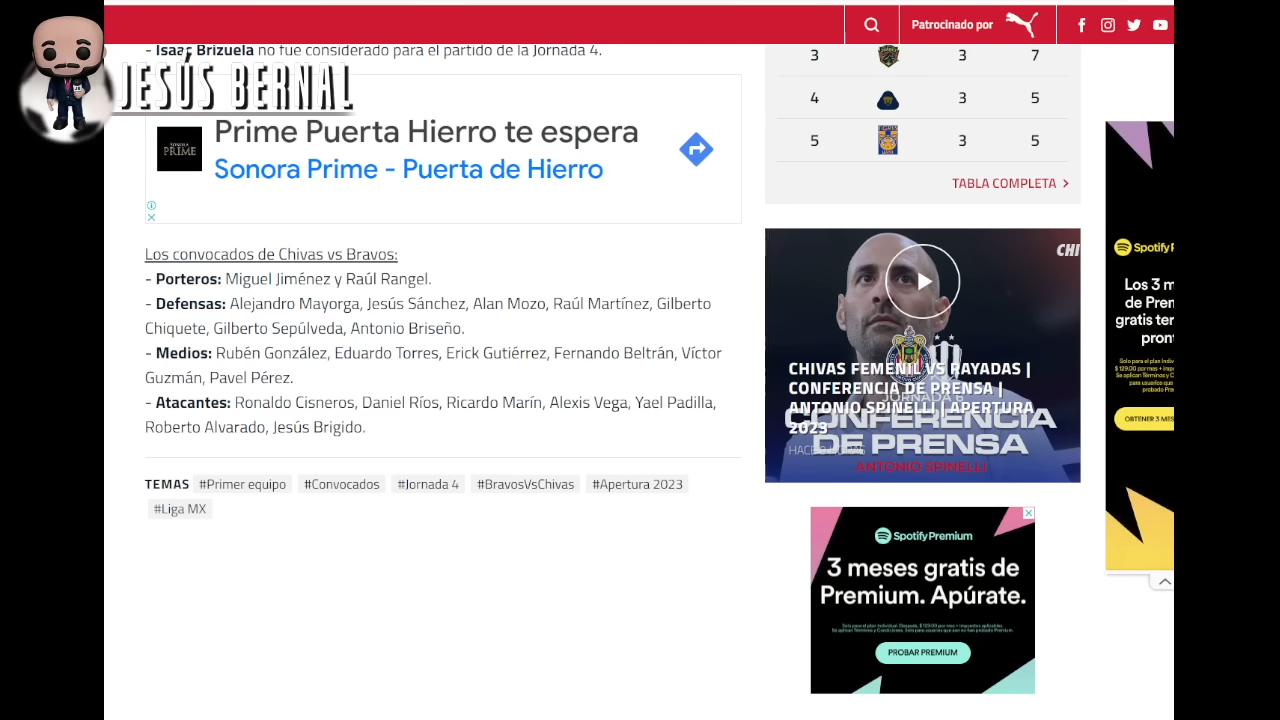 Patrocinado por
- Isaac Brizuela no fue considerado para el partido de la Jornada 4.
JESÚS BERNAL
SONORA
PRIME
Prime Puerta Hierro te espera
Sonora Prime - Puerta de Hierro
Los convocados de Chivas vs Bravos:
- Porteros: Miguel Jiménez y Raúl Rangel.
- Defensas: Alejandro Mayorga, Jesús Sánchez, Alan Mozo, Raúl Martínez, Gilberto
Chiquete, Gilberto Sepúlveda, Antonio Briseño.
- Medios: Rubén González, Eduardo Torres, Erick Gutiérrez, Fernando Beltrán, Víctor
Guzmán, Pavel Pérez.
- Atacantes: Ronaldo Cisneros, Daniel Ríos, Ricardo Marín, Alexis Vega, Yael Padilla,
Roberto Alvarado, Jesús Brigido.
TEMAS #Primer equipo #Convocados #Jornada 4 #BravosVsChivas #Apertura 2023
#Liga MX
3 3 7
4 3 5
5 3 5
TABLA COMPLETA
CHI
CHIVAS FEMENIL VS RAYADAS |
CONFERENCIA DE PRENSA |
ANTONIO SPINELLI | APERTURA
2023
JORNADA 6
CONFERENCIA
DE PRENSA
ANTONIO SPINELLI
Spotify Premium
3 meses gratis de
Premium. Apúrate.
PROBAR PREMIUM
Spotify
Los 3 m
de Prem
gratis ter
pront
OBTENER 3 MES